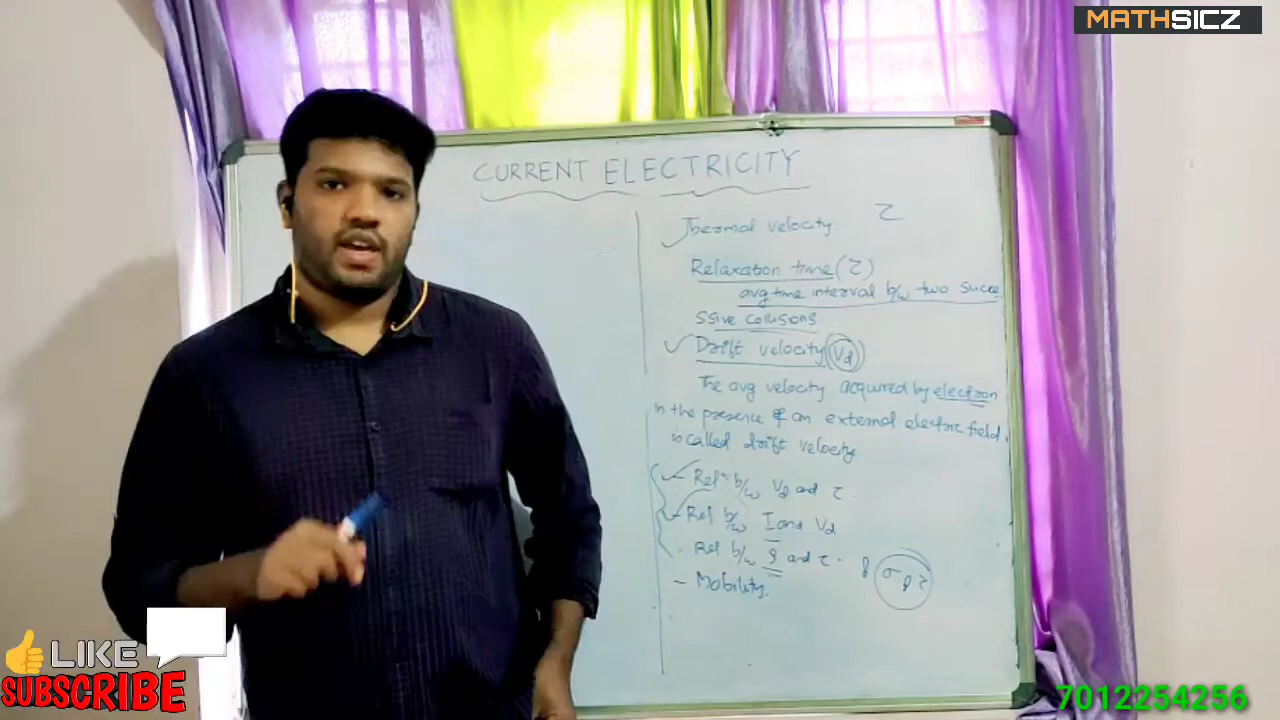 MATHSICZ
CURRENT ELECTRICITY
Thermal velocity. τ
Relaxation time (τ)
avg time interval b/w two succe
ssive collisions
Drift velocity (Vd)
The avg velocity acquired by electron
in the presence of an external electric field.
is called drift velocity
Rel b/w Vd and τ
Rel b/w I and Vd
- Rel b/w ρ and τ.
σ ρ τ
- Mobility.
LIKE
SUBSCRIBE
7012254256